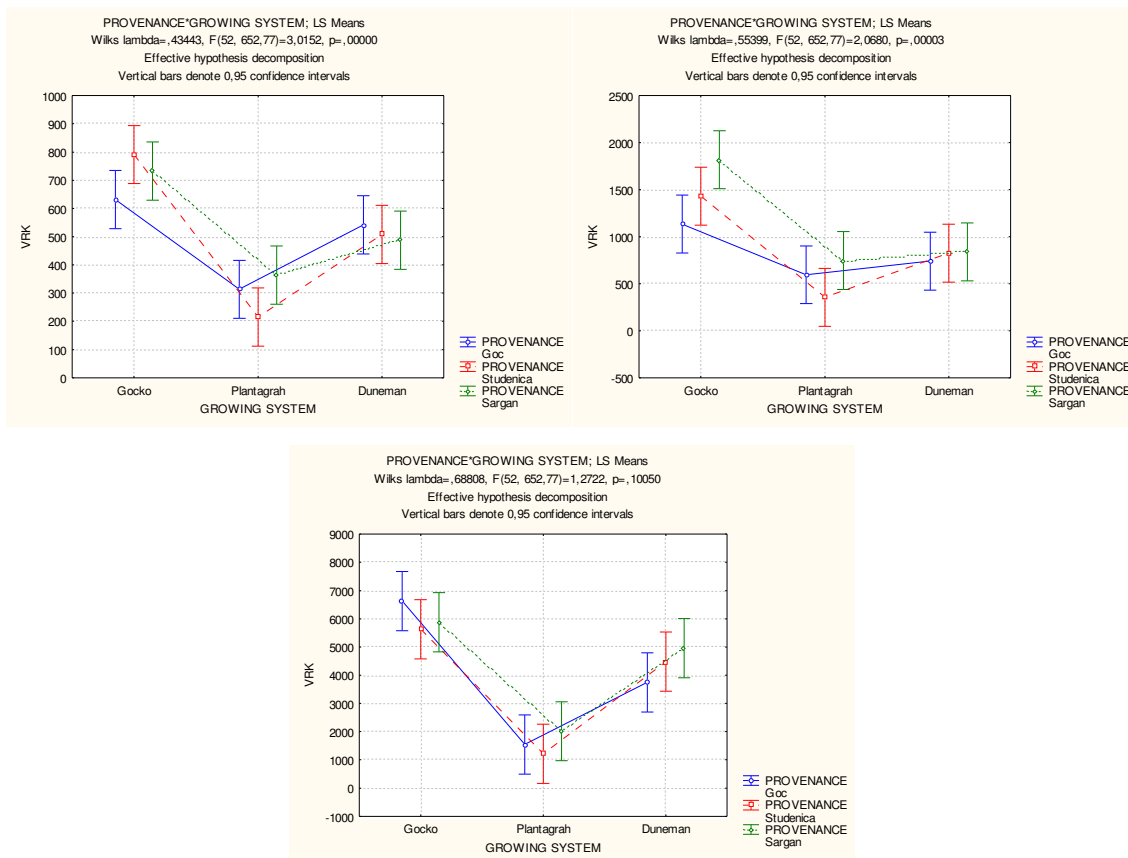 PROVENANCE*GROWING SYSTEM; LS Means
Wilks lambda=,43443, F(52, 652,77)=3,0152, p=,00000
Effective hypothesis decomposition
Vertical bars denote 0,95 confidence intervals
1000
900
800
700
600
500
400
300
200
100
0
VRK
Gocko Plantagrah Duneman
GROWING SYSTEM
PROVENANCE
Goc
PROVENANCE
Studenica
PROVENANCE
Sargan
PROVENANCE*GROWING SYSTEM; LS Means
Wilks lambda=,55399, F(52, 652,77)=2,0680, p=,00003
Effective hypothesis decomposition
Vertical bars denote 0,95 confidence intervals
2500
2000
1500
1000
500
0
-500
VRK
Gocko Plantagrah Duneman
GROWING SYSTEM
PROVENANCE
Goc
PROVENANCE
Studenica
PROVENANCE
Sargan
PROVENANCE*GROWING SYSTEM; LS Means
Wilks lambda=,68808, F(52, 652,77)=1,2722, p=,10050
Effective hypothesis decomposition
Vertical bars denote 0,95 confidence intervals
9000
8000
7000
6000
5000
4000
3000
2000
1000
0
-1000
VRK
Gocko Plantagrah Duneman
GROWING SYSTEM
PROVENANCE
Goc
PROVENANCE
Studenica
PROVENANCE
Sargan